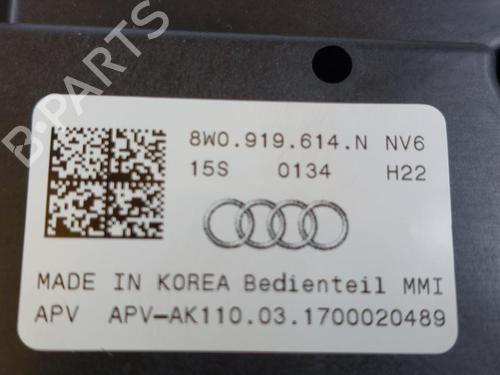 B-PARTS
8W0.919.614.N NV6
15S 0134 H22
MADE IN KOREA Bedienteil MMI
APV APV-AK110.03.1700020489